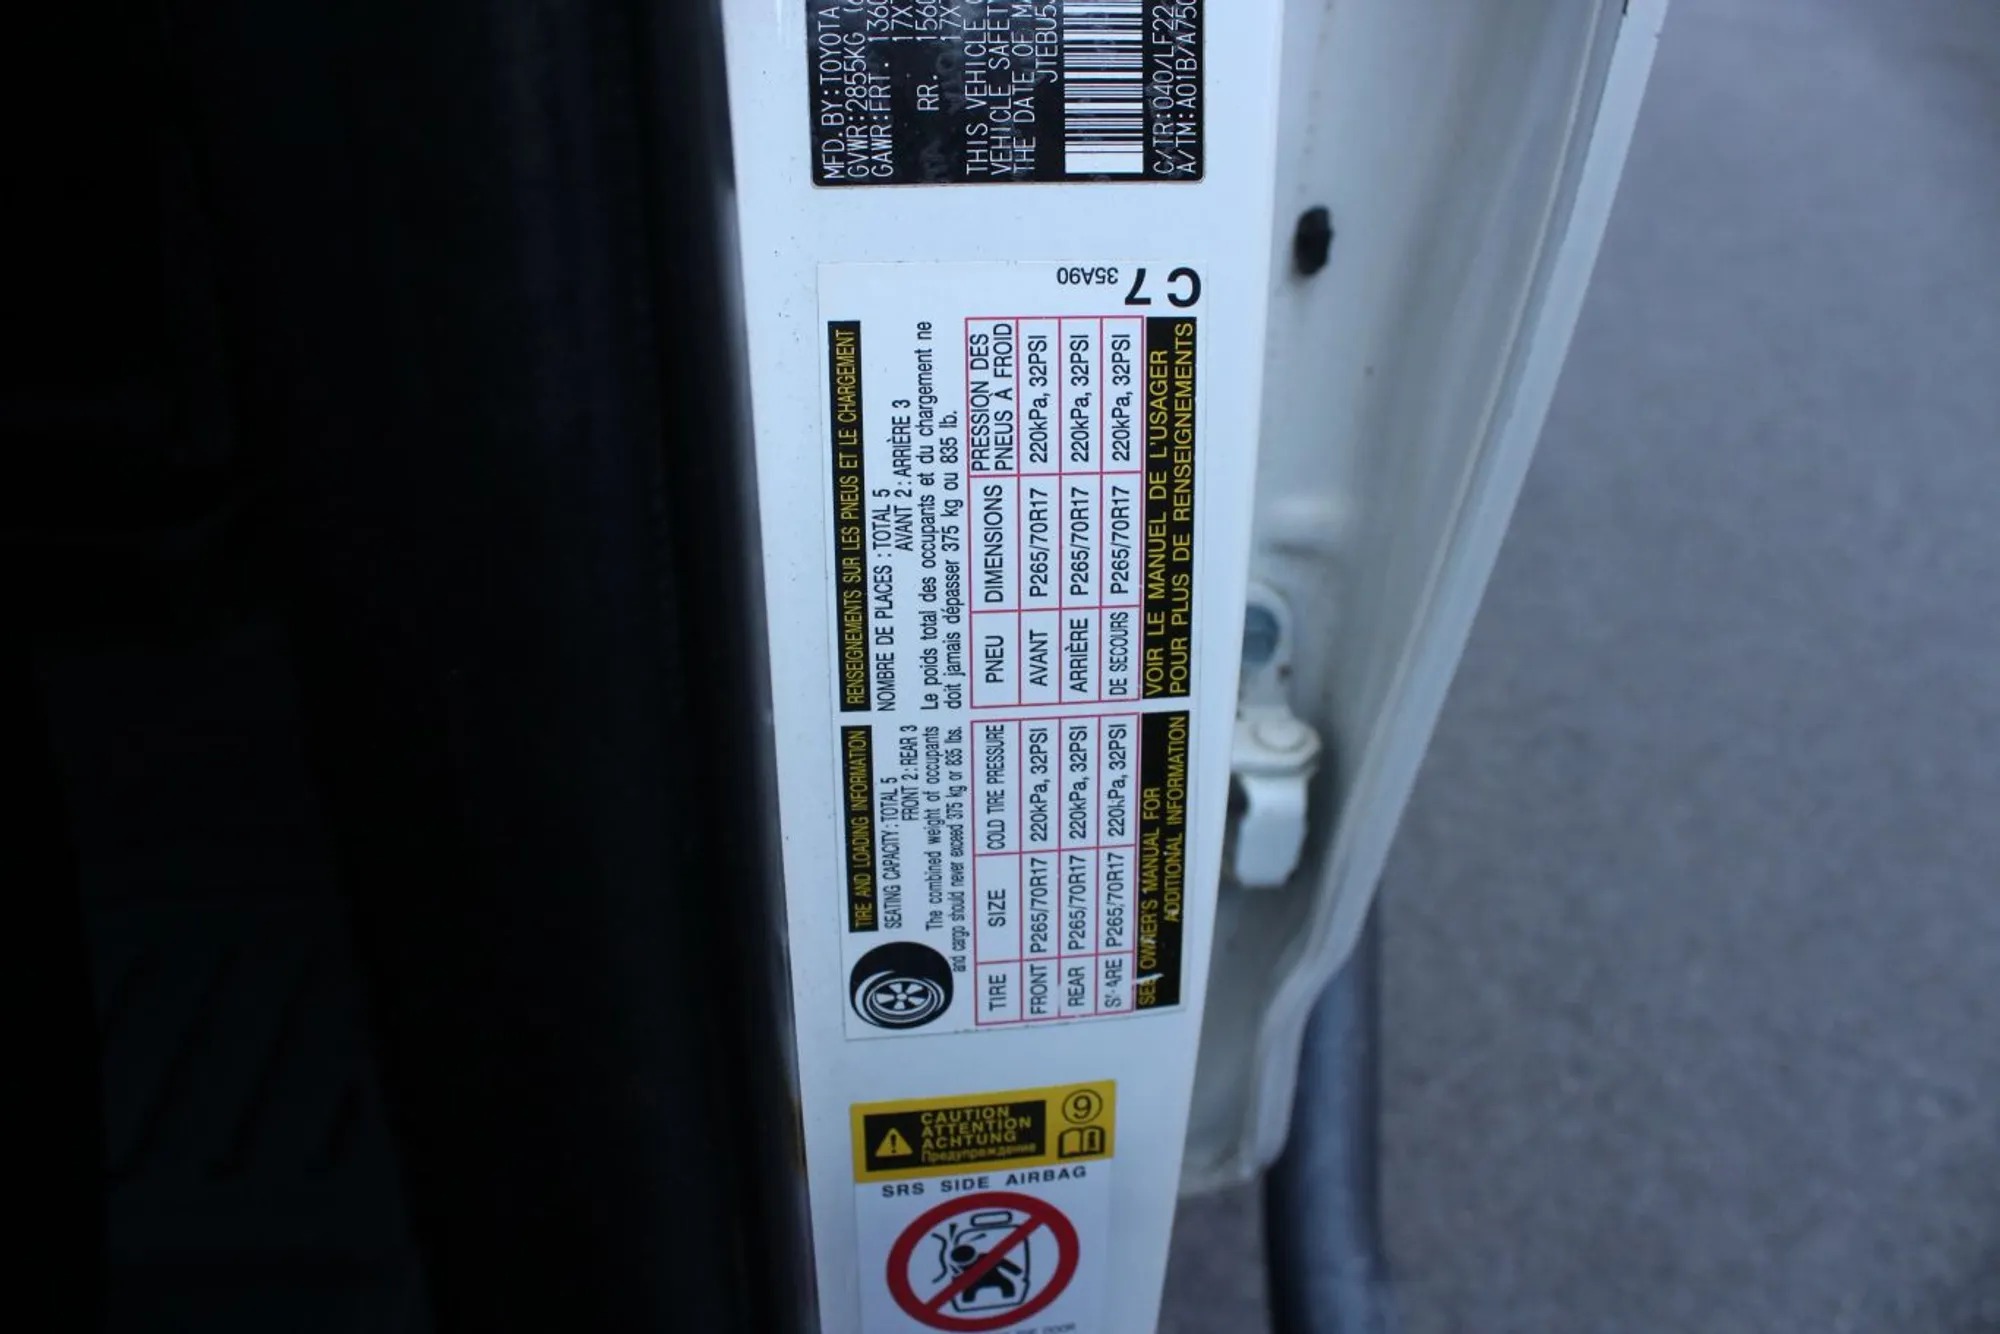 MFD.BY:TOYOTA
GVWR:2855KG
GAWR:FRT.
17X
RR.
17X
THIS VEHICLE
VEHICLE SAFETY
THE DATE OF
JTEBU5
C/TR:040/LF22
A/TM:A01B/A750
TIRE AND LOADING INFORMATION
SEATING CAPACITY: TOTAL 5
FRONT 2: REAR 3
The combined weight of occupants
and cargo should never exceed 375 kg or 835 lbs.
TIRE SIZE COLD TIRE PRESSURE
FRONT P265/70R17 220kPa, 32PSI
REAR P265/70R17 220kPa, 32PSI
SPARE P265/70R17 220kPa, 32PSI
SEE OWNER'S MANUAL FOR
ADDITIONAL INFORMATION
RENSEIGNEMENTS SUR LES PNEUS ET LE CHARGEMENT
NOMBRE DE PLACES : TOTAL 5
AVANT 2 : ARRIÈRE 3
Le poids total des occupants et du chargement ne
doit jamais dépasser 375 kg ou 835 lb.
PNEU DIMENSIONS PRESSION DES
PNEUS À FROID
AVANT P265/70R17 220kPa, 32PSI
ARRIÈRE P265/70R17 220kPa, 32PSI
DE SECOURS P265/70R17 220kPa, 32PSI
VOIR LE MANUEL DE L'USAGER
POUR PLUS DE RENSEIGNEMENTS
C7
35A90
CAUTION
ATTENTION
ACHTUNG
Предупреждение
9
SRS SIDE AIRBAG